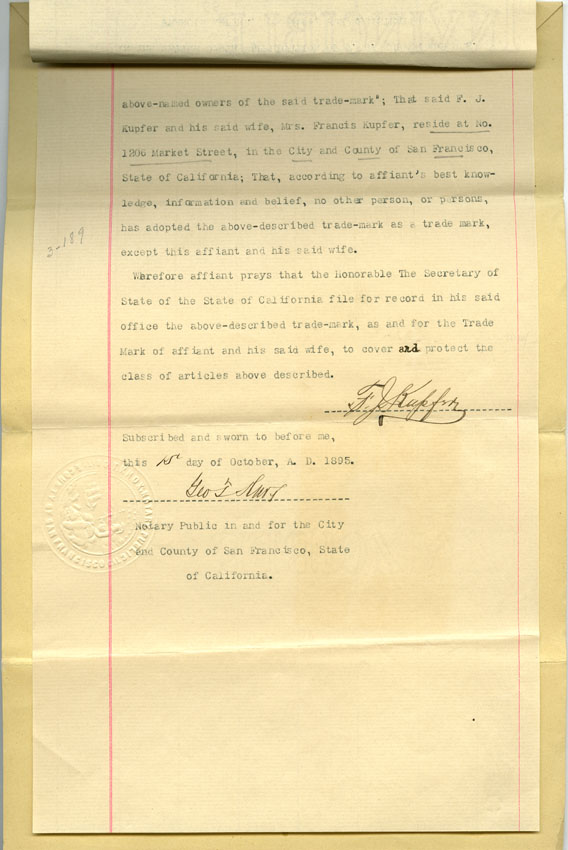 above-named owners of the said trade-mark"; That said F. J.
Kupfer and his said wife, Mrs. Francis Kupfer, reside at No.
1206 Market Street, in the City and County of San Francisco,
State of California; That, according to affiant's best know-
ledge, information and belief, no other person, or persons,
has adopted the above-described trade-mark as a trade mark,
except this affiant and his said wife.
3-189
Warefore affiant prays that the Honorable The Secretary of
State of the State of California file for record in his said
office the above-described trade-mark, as and for the Trade
Mark of affiant and his said wife, to cover and protect the
class of articles above described.
F. J. Kupfer
Subscribed and sworn to before me,
this day of October, A. D. 1895.
Geo T
Notary Public in and for the City
and County of San Francisco, State
of California.